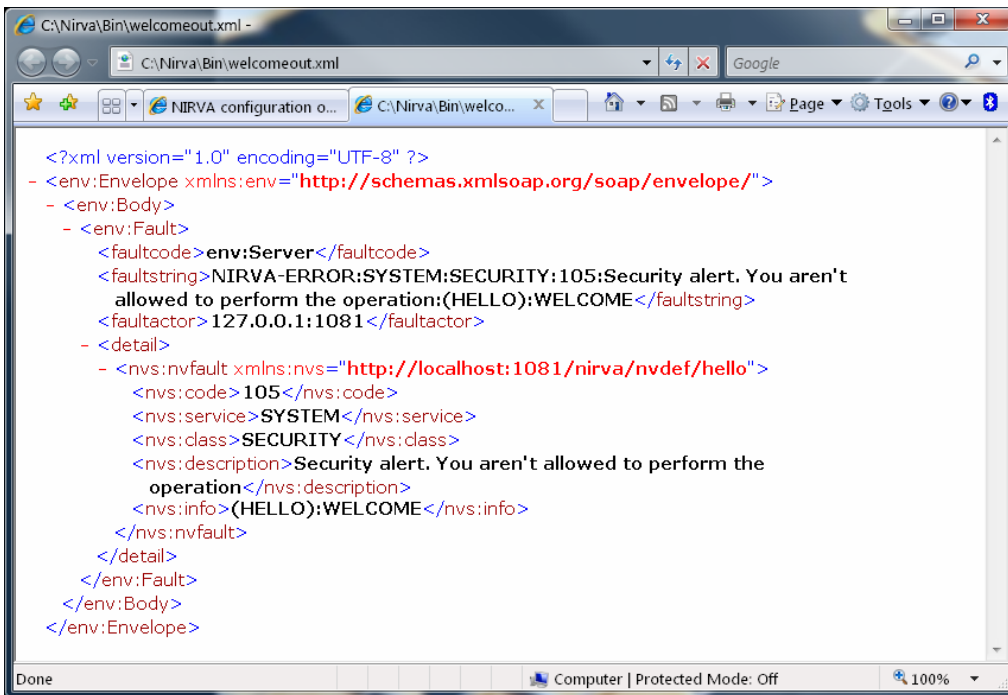 C:\Nirva\Bin\welcomeout.xml -
C:\Nirva\Bin\welcomeout.xml
Google
NIRVA configuration o...
C:\Nirva\Bin\welco...
Page
Tools
<?xml version="1.0" encoding="UTF-8" ?>
- <env:Envelope xmlns:env="http://schemas.xmlsoap.org/soap/envelope/">
- <env:Body>
- <env:Fault>
<faultcode>env:Server</faultcode>
<faultstring>NIRVA-ERROR:SYSTEM:SECURITY:105:Security alert. You aren't
allowed to perform the operation:(HELLO):WELCOME</faultstring>
<faultactor>127.0.0.1:1081</faultactor>
- <detail>
- <nvs:nvfault xmlns:nvs="http://localhost:1081/nirva/nvdef/hello">
<nvs:code>105</nvs:code>
<nvs:service>SYSTEM</nvs:service>
<nvs:class>SECURITY</nvs:class>
<nvs:description>Security alert. You aren't allowed to perform the
operation</nvs:description>
<nvs:info>(HELLO):WELCOME</nvs:info>
</nvs:nvfault>
</detail>
</env:Fault>
</env:Body>
</env:Envelope>
Done
Computer | Protected Mode: Off
100%